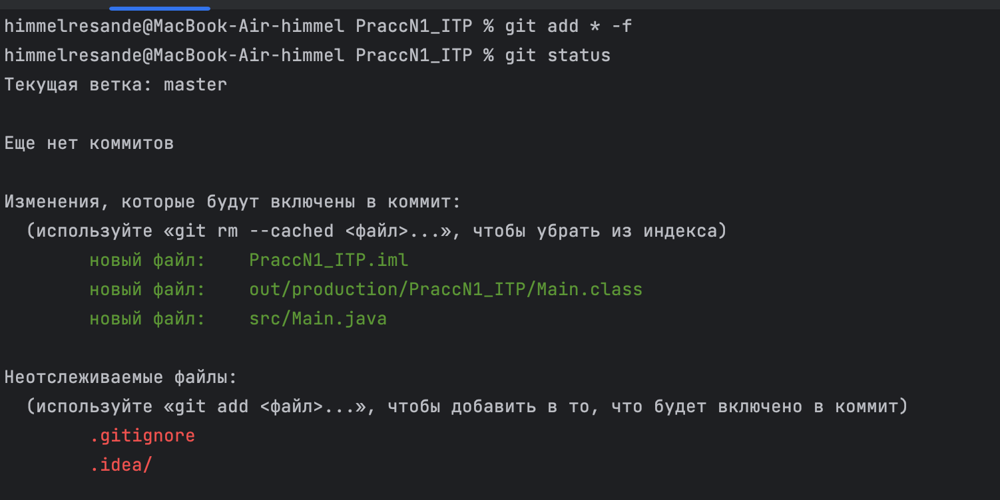 himmelresande@MacBook-Air-himmel PraccN1_ITP % git add * -f
himmelresande@MacBook-Air-himmel PraccN1_ITP % git status
Текущая ветка: master
Еще нет коммитов
Изменения, которые будут включены в коммит:
(используйте «git rm --cached <файл>...», чтобы убрать из индекса)
новый файл:    PraccN1_ITP.iml
новый файл:    out/production/PraccN1_ITP/Main.class
новый файл:    src/Main.java
Неотслеживаемые файлы:
(используйте «git add <файл>...», чтобы добавить в то, что будет включено в коммит)
.gitignore
.idea/